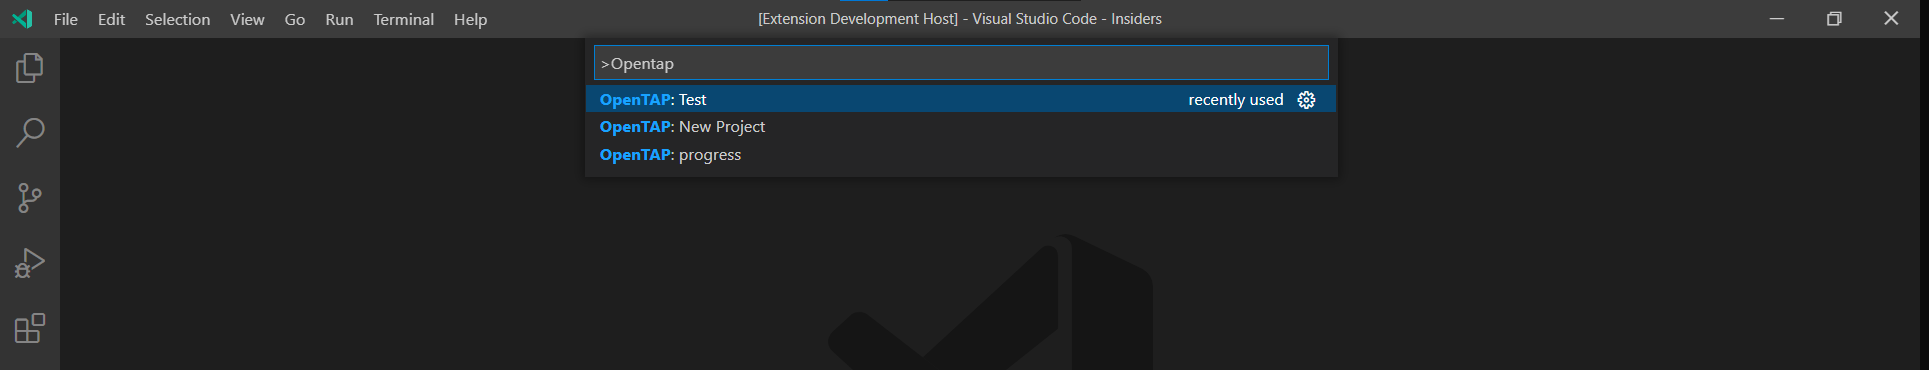 File Edit Selection View Go Run Terminal Help [Extension Development Host] - Visual Studio Code - Insiders
>Opentap
OpenTAP: Test recently used
OpenTAP: New Project
OpenTAP: progress